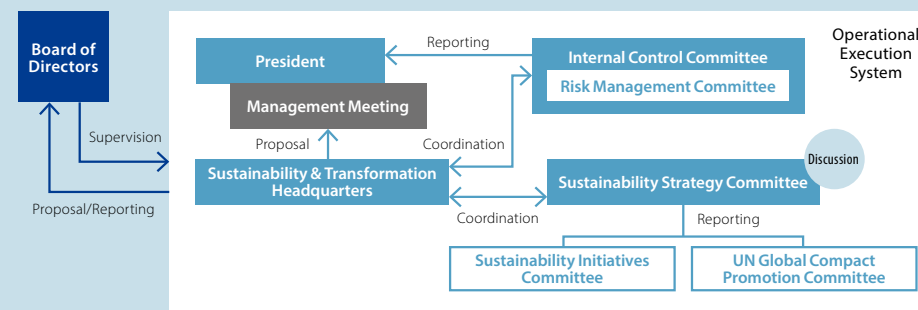 Board of
Directors
Supervision
Proposal/Reporting
President
Management Meeting
Reporting
Internal Control Committee
Risk Management Committee
Operational
Execution
System
Proposal
Coordination
Sustainability & Transformation
Headquarters
Coordination
Sustainability Strategy Committee
Discussion
Reporting
Sustainability Initiatives
Committee
UN Global Compact
Promotion Committee